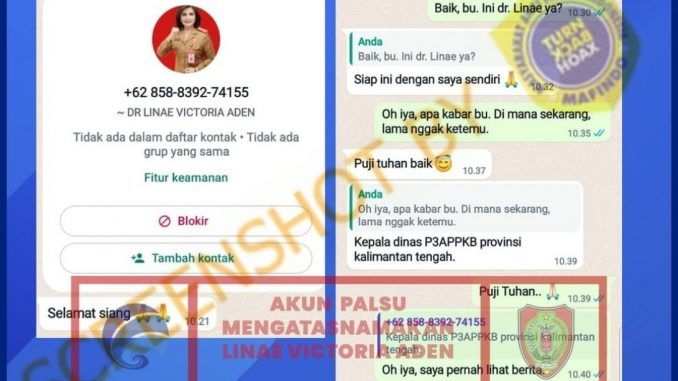 +62 858-8392-74155
~ DR LINAE VICTORIA ADEN
Tidak ada dalam daftar kontak • Tidak ada
grup yang sama
Fitur keamanan
Blokir
Tambah kontak
Selamat siang 🙏🙏
10.21
Baik, bu. Ini dr. Linae ya?
10.30
Anda
Baik, bu. Ini dr. Linae ya?
Siap ini dengan saya sendiri 🙏
10.32
Oh iya, apa kabar bu. Di mana sekarang,
lama nggak ketemu.
10.35
Puji tuhan baik 😇
10.37
Anda
Oh iya, apa kabar bu. Di mana sekarang,
lama nggak ketemu.
Kepala dinas P3APPKB provinsi
kalimantan tengah.
10.39
Puji Tuhan.. 🙏
10.39
+62 858-8392-74155
Kepala dinas P3APPKB provinsi kalimantan
tengah.
Oh iya, saya pernah lihat berita.
10.40
AKUN PALSU
MENGATASNAMAKAN
LINAE VICTORIA ADEN
SCREENSHOT BY
TURN
BACK
HOAX
MAFINDO